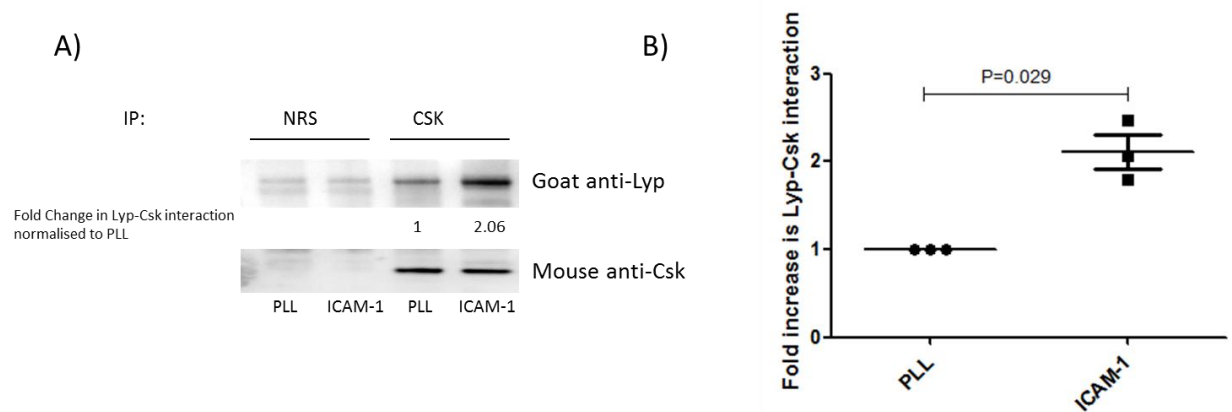 A)
IP:
NRS
CSK
Goat anti-Lyp
Fold Change in Lyp-Csk interaction
normalised to PLL
1
2.06
Mouse anti-Csk
PLL
ICAM-1
PLL
ICAM-1
B)
Fold increase is Lyp-Csk interaction
3
2
1
0
P=0.029
PLL
ICAM-1